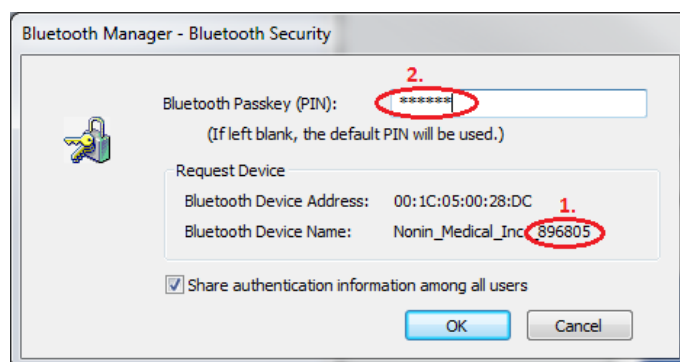 Bluetooth Manager - Bluetooth Security
2.
Bluetooth Passkey (PIN): ******
(If left blank, the default PIN will be used.)
Request Device
Bluetooth Device Address: 00:1C:05:00:28:DC
1.
Bluetooth Device Name: Nonin_Medical_Inc _896805
Share authentication information among all users
OK Cancel